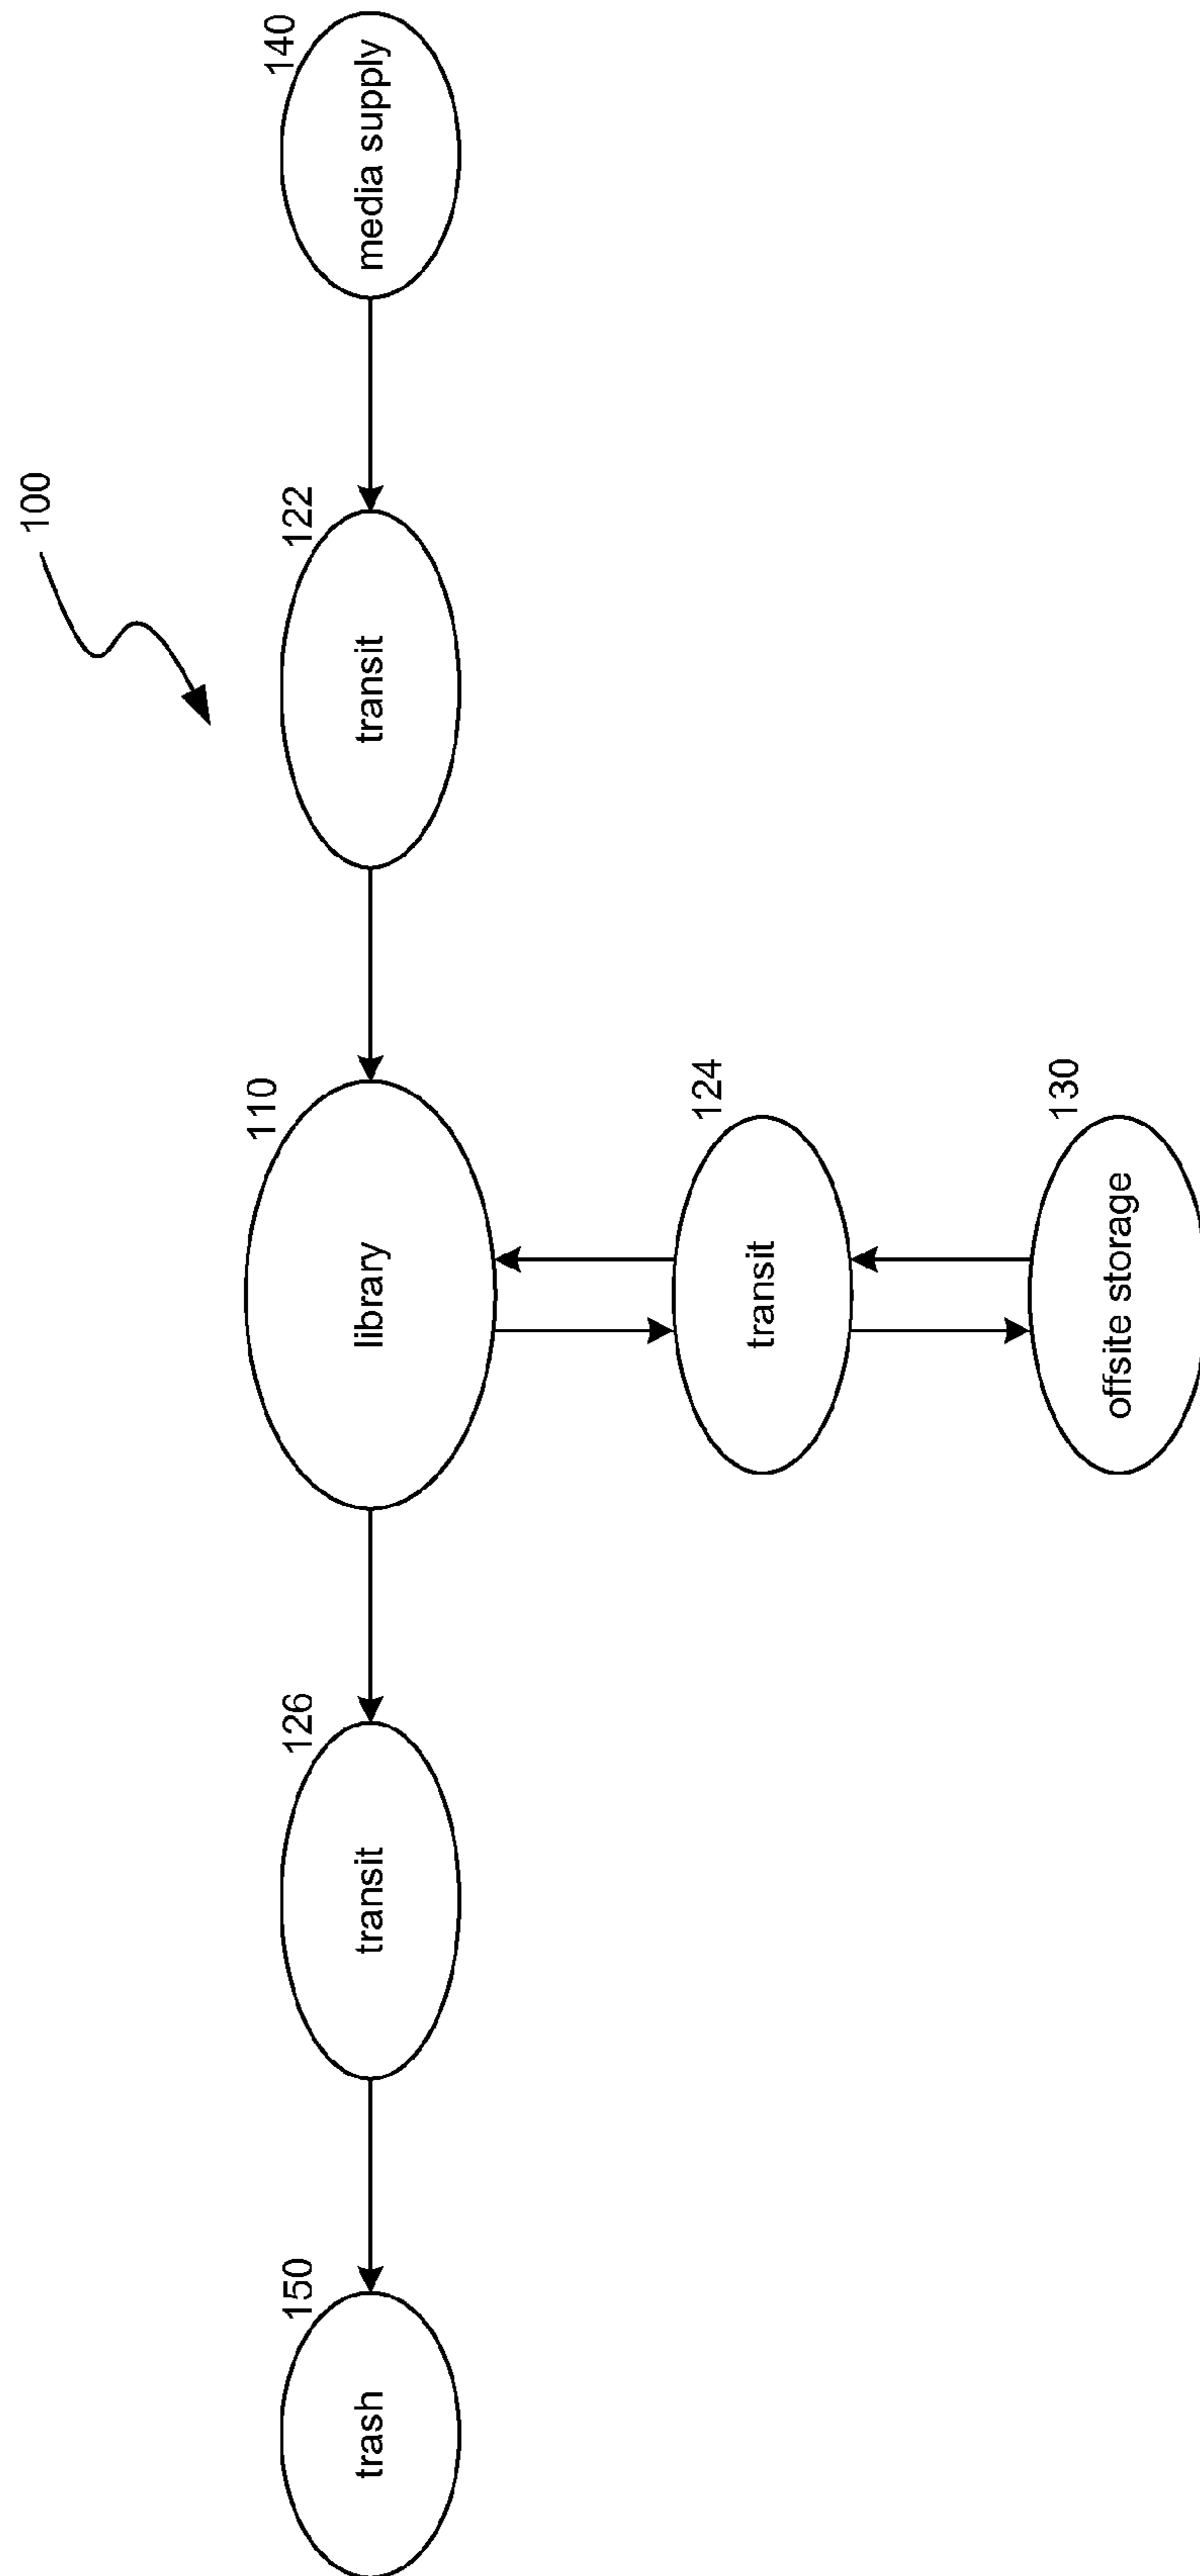 100
150
trash
126
transit
110
library
122
transit
140
media supply
124
transit
130
offsite storage